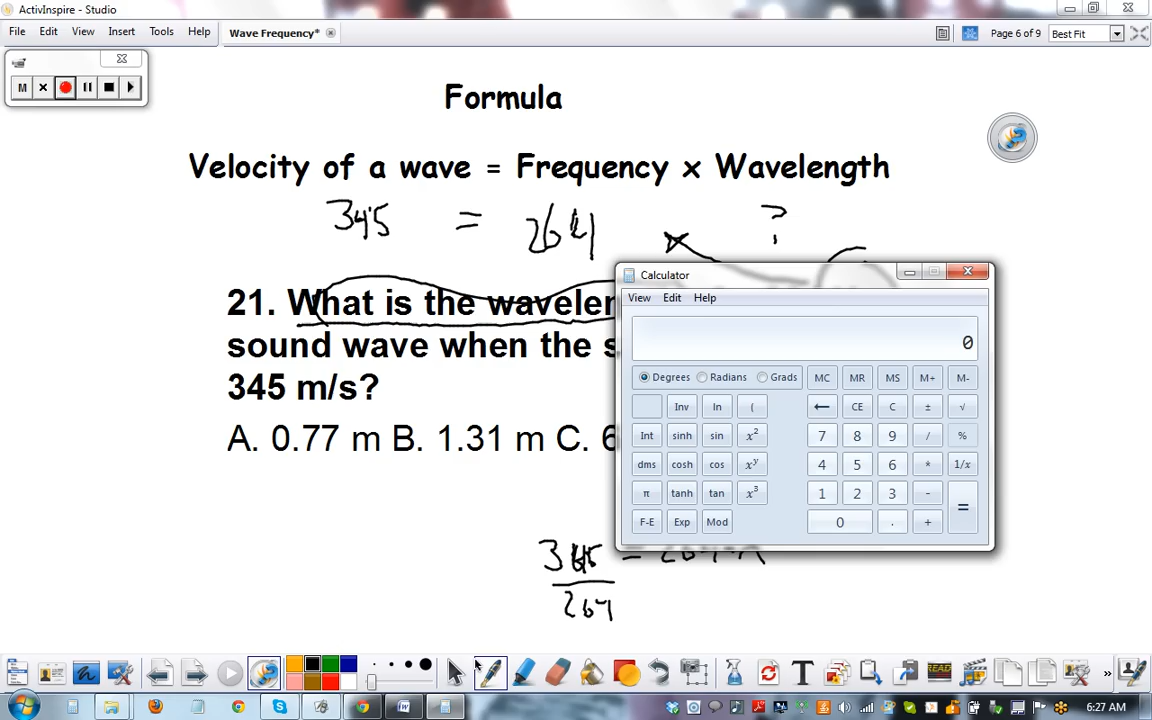 ActivInspire - Studio
File Edit View Insert Tools Help Wave Frequency* Page 6 of 9 Best Fit
M
Formula
Velocity of a wave = Frequency x Wavelength
345 = 264 x ?
21. What is the wavelen
sound wave when the s
345 m/s?
A. 0.77 m B. 1.31 m C. 6
Calculator
View Edit Help
0
Degrees Radians Grads MC MR MS M+ M-
Inv ln ( ← CE C ± √
Int sinh sin x² 7 8 9 / %
dms cosh cos xʸ 4 5 6 * 1/x
π tanh tan x³ 1 2 3 - =
F-E Exp Mod 0 . +
345 = 264
264
T READ »
W 6:27 AM